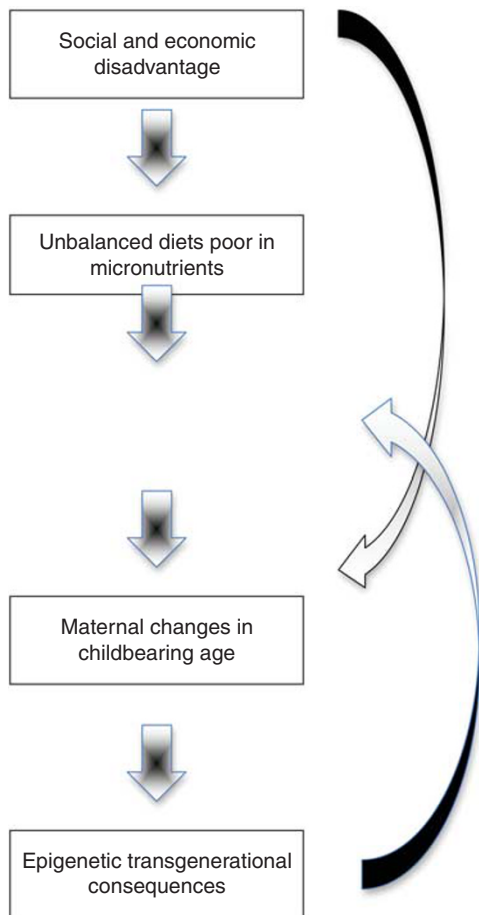 Social and economic
disadvantage
Unbalanced diets poor in
micronutrients
Maternal changes in
childbearing age
Epigenetic transgenerational
consequences